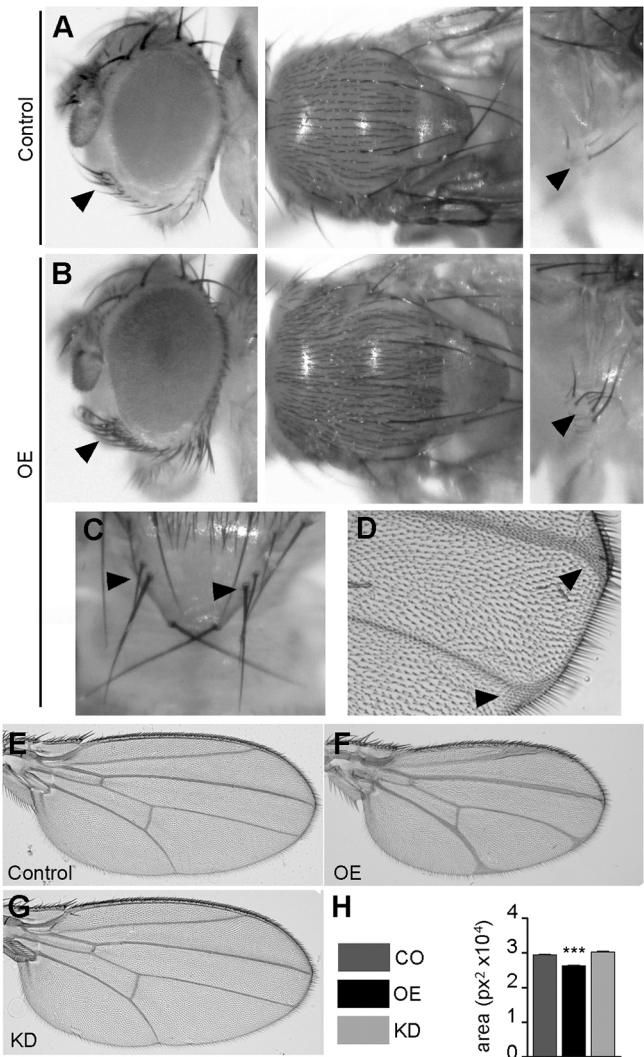 A
Control
B
OE
C
D
E
Control
F
OE
G
KD
H
CO
OE
KD
area (px² x10⁴)
4
3
2
1
0
***